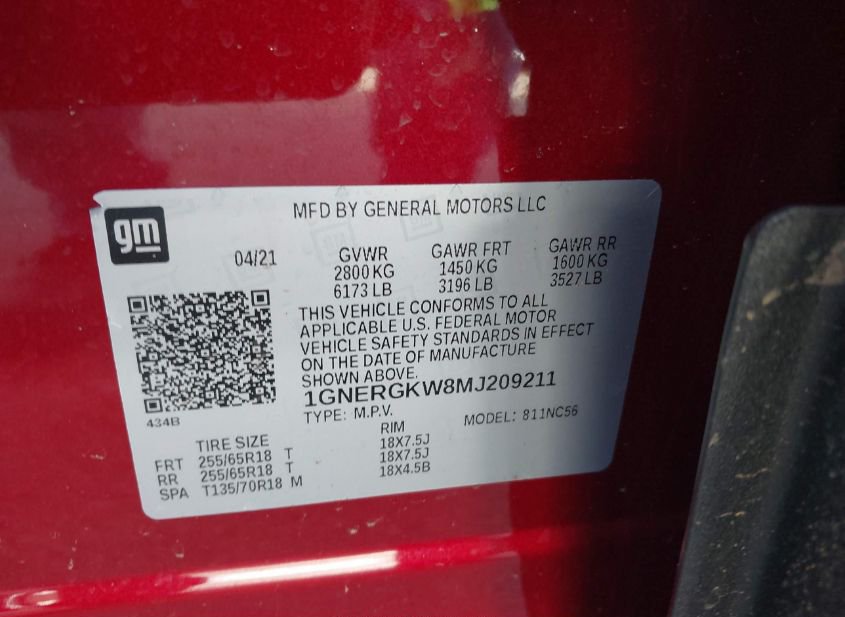 gm
MFD BY GENERAL MOTORS LLC
04/21
GVWR
2800 KG
6173 LB
GAWR FRT
1450 KG
3196 LB
GAWR RR
1600 KG
3527 LB
THIS VEHICLE CONFORMS TO ALL
APPLICABLE U.S. FEDERAL MOTOR
VEHICLE SAFETY STANDARDS IN EFFECT
ON THE DATE OF MANUFACTURE
SHOWN ABOVE.
1GNERGKW8MJ209211
TYPE: M.P.V. MODEL: 811NC56
434B
TIRE SIZE RIM
FRT 255/65R18 T 18X7.5J
RR 255/65R18 T 18X7.5J
SPA T135/70R18 M 18X4.5B